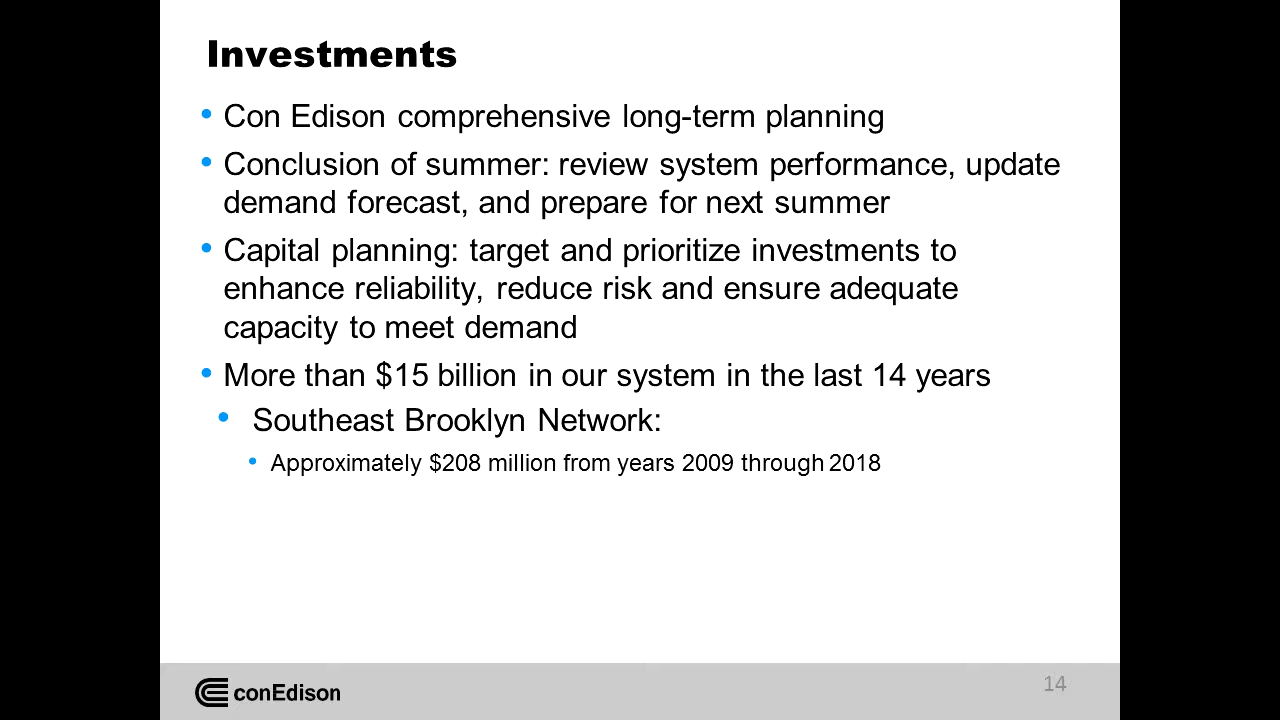 Investments
• Con Edison comprehensive long-term planning
• Conclusion of summer: review system performance, update
demand forecast, and prepare for next summer
• Capital planning: target and prioritize investments to
enhance reliability, reduce risk and ensure adequate
capacity to meet demand
• More than $15 billion in our system in the last 14 years
• Southeast Brooklyn Network:
• Approximately $208 million from years 2009 through 2018
conEdison
14